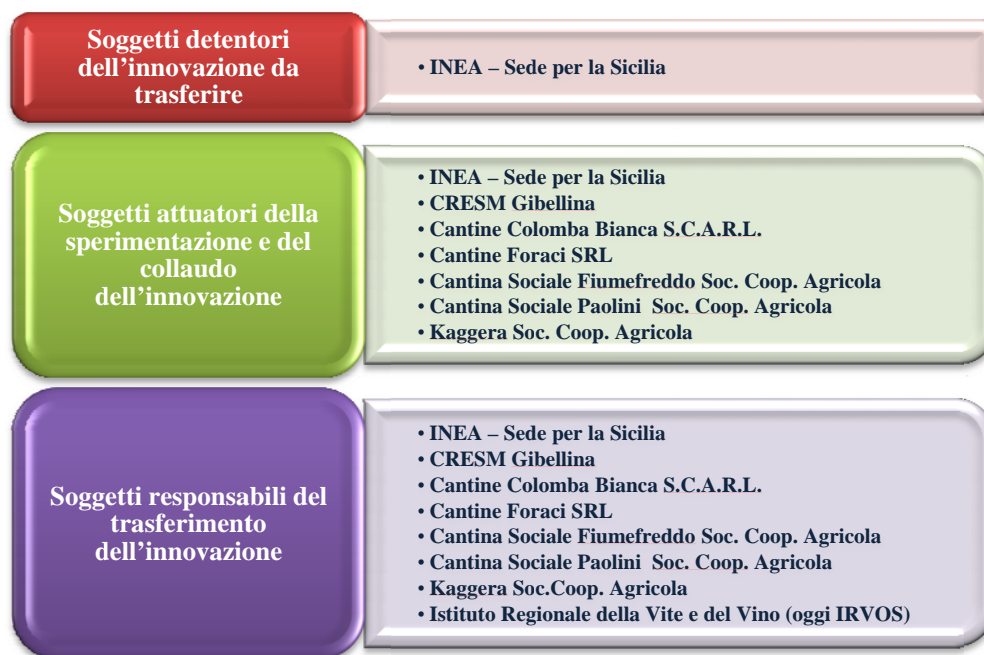 Soggetti detentori
dell’innovazione da
trasferire
• INEA – Sede per la Sicilia
Soggetti attuatori della
sperimentazione e del
collaudo
dell’innovazione
• INEA – Sede per la Sicilia
• CRESM Gibellina
• Cantine Colomba Bianca S.C.A.R.L.
• Cantine Foraci SRL
• Cantina Sociale Fiumefreddo Soc. Coop. Agricola
• Cantina Sociale Paolini Soc. Coop. Agricola
• Kaggera Soc. Coop. Agricola
Soggetti responsabili del
trasferimento
dell’innovazione
• INEA – Sede per la Sicilia
• CRESM Gibellina
• Cantine Colomba Bianca S.C.A.R.L.
• Cantine Foraci SRL
• Cantina Sociale Fiumefreddo Soc. Coop. Agricola
• Cantina Sociale Paolini Soc. Coop. Agricola
• Kaggera Soc.Coop. Agricola
• Istituto Regionale della Vite e del Vino (oggi IRVOS)